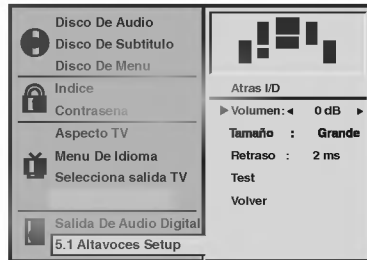 Disco De Audio
Disco De Subtitulo
Disco De Menu
Indice
Contrasena
Aspecto TV
Menu De Idioma
Selecciona salida TV
Salida De Audio Digital
5.1 Altavoces Setup
Atras I/D
Volumen: 0 dB
Tamaño : Grande
Retraso : 2 ms
Test
Volver